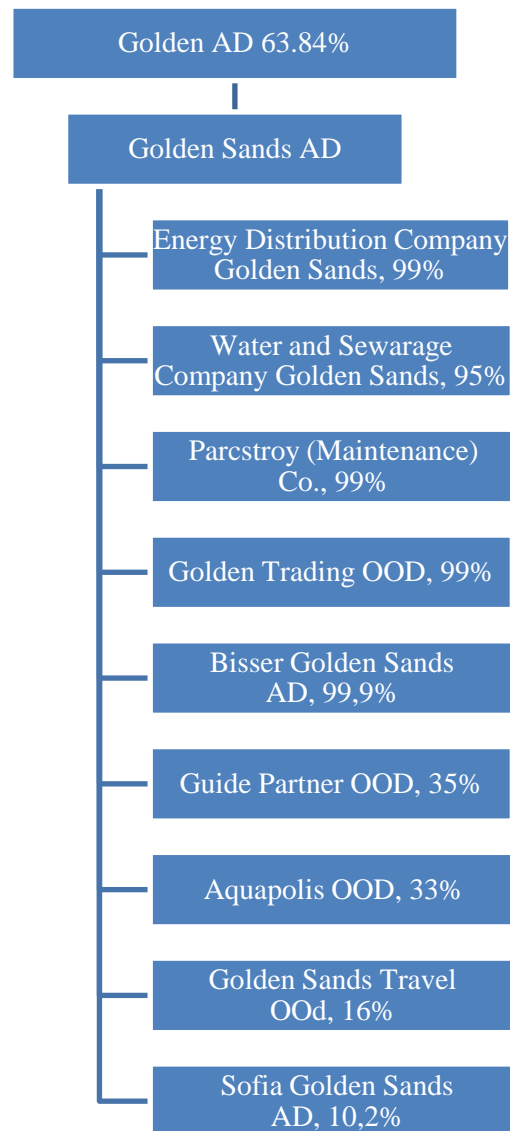 Golden AD 63.84%
Golden Sands AD
Energy Distribution Company
Golden Sands, 99%
Water and Sewarage
Company Golden Sands, 95%
Parcstroy (Maintenance)
Co., 99%
Golden Trading OOD, 99%
Bisser Golden Sands
AD, 99,9%
Guide Partner OOD, 35%
Aquapolis OOD, 33%
Golden Sands Travel
OOd, 16%
Sofia Golden Sands
AD, 10,2%